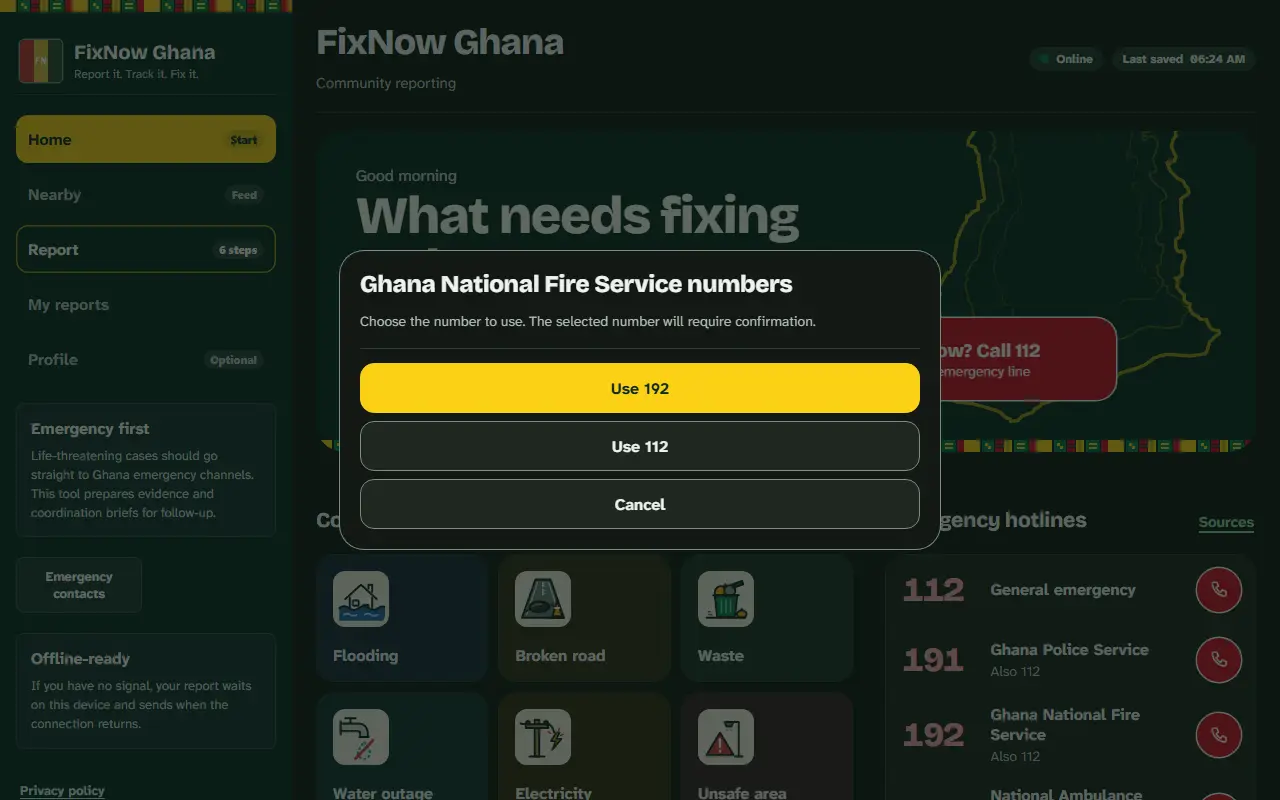 FN
FixNow Ghana
Report it. Track it. Fix it.
Home
Start
Nearby
Feed
Report
6 steps
My reports
Profile
Optional
Emergency first
Life-threatening cases should go
straight to Ghana emergency channels.
This tool prepares evidence and
coordination briefs for follow-up.
Emergency
contacts
Offline-ready
If you have no signal, your report waits
on this device and sends when the
connection returns.
Privacy policy
FixNow Ghana
Community reporting
Online
Last saved 06:24 AM
Good morning
What needs fixing
Call 112
emergency line
Ghana National Fire Service numbers
Choose the number to use. The selected number will require confirmation.
Use 192
Use 112
Cancel
hotlines
Sources
Flooding
Broken road
Waste
Water outage
Electricity
Unsafe area
112
General emergency
191
Ghana Police Service
Also 112
192
Ghana National Fire
Service
Also 112
National Ambulance